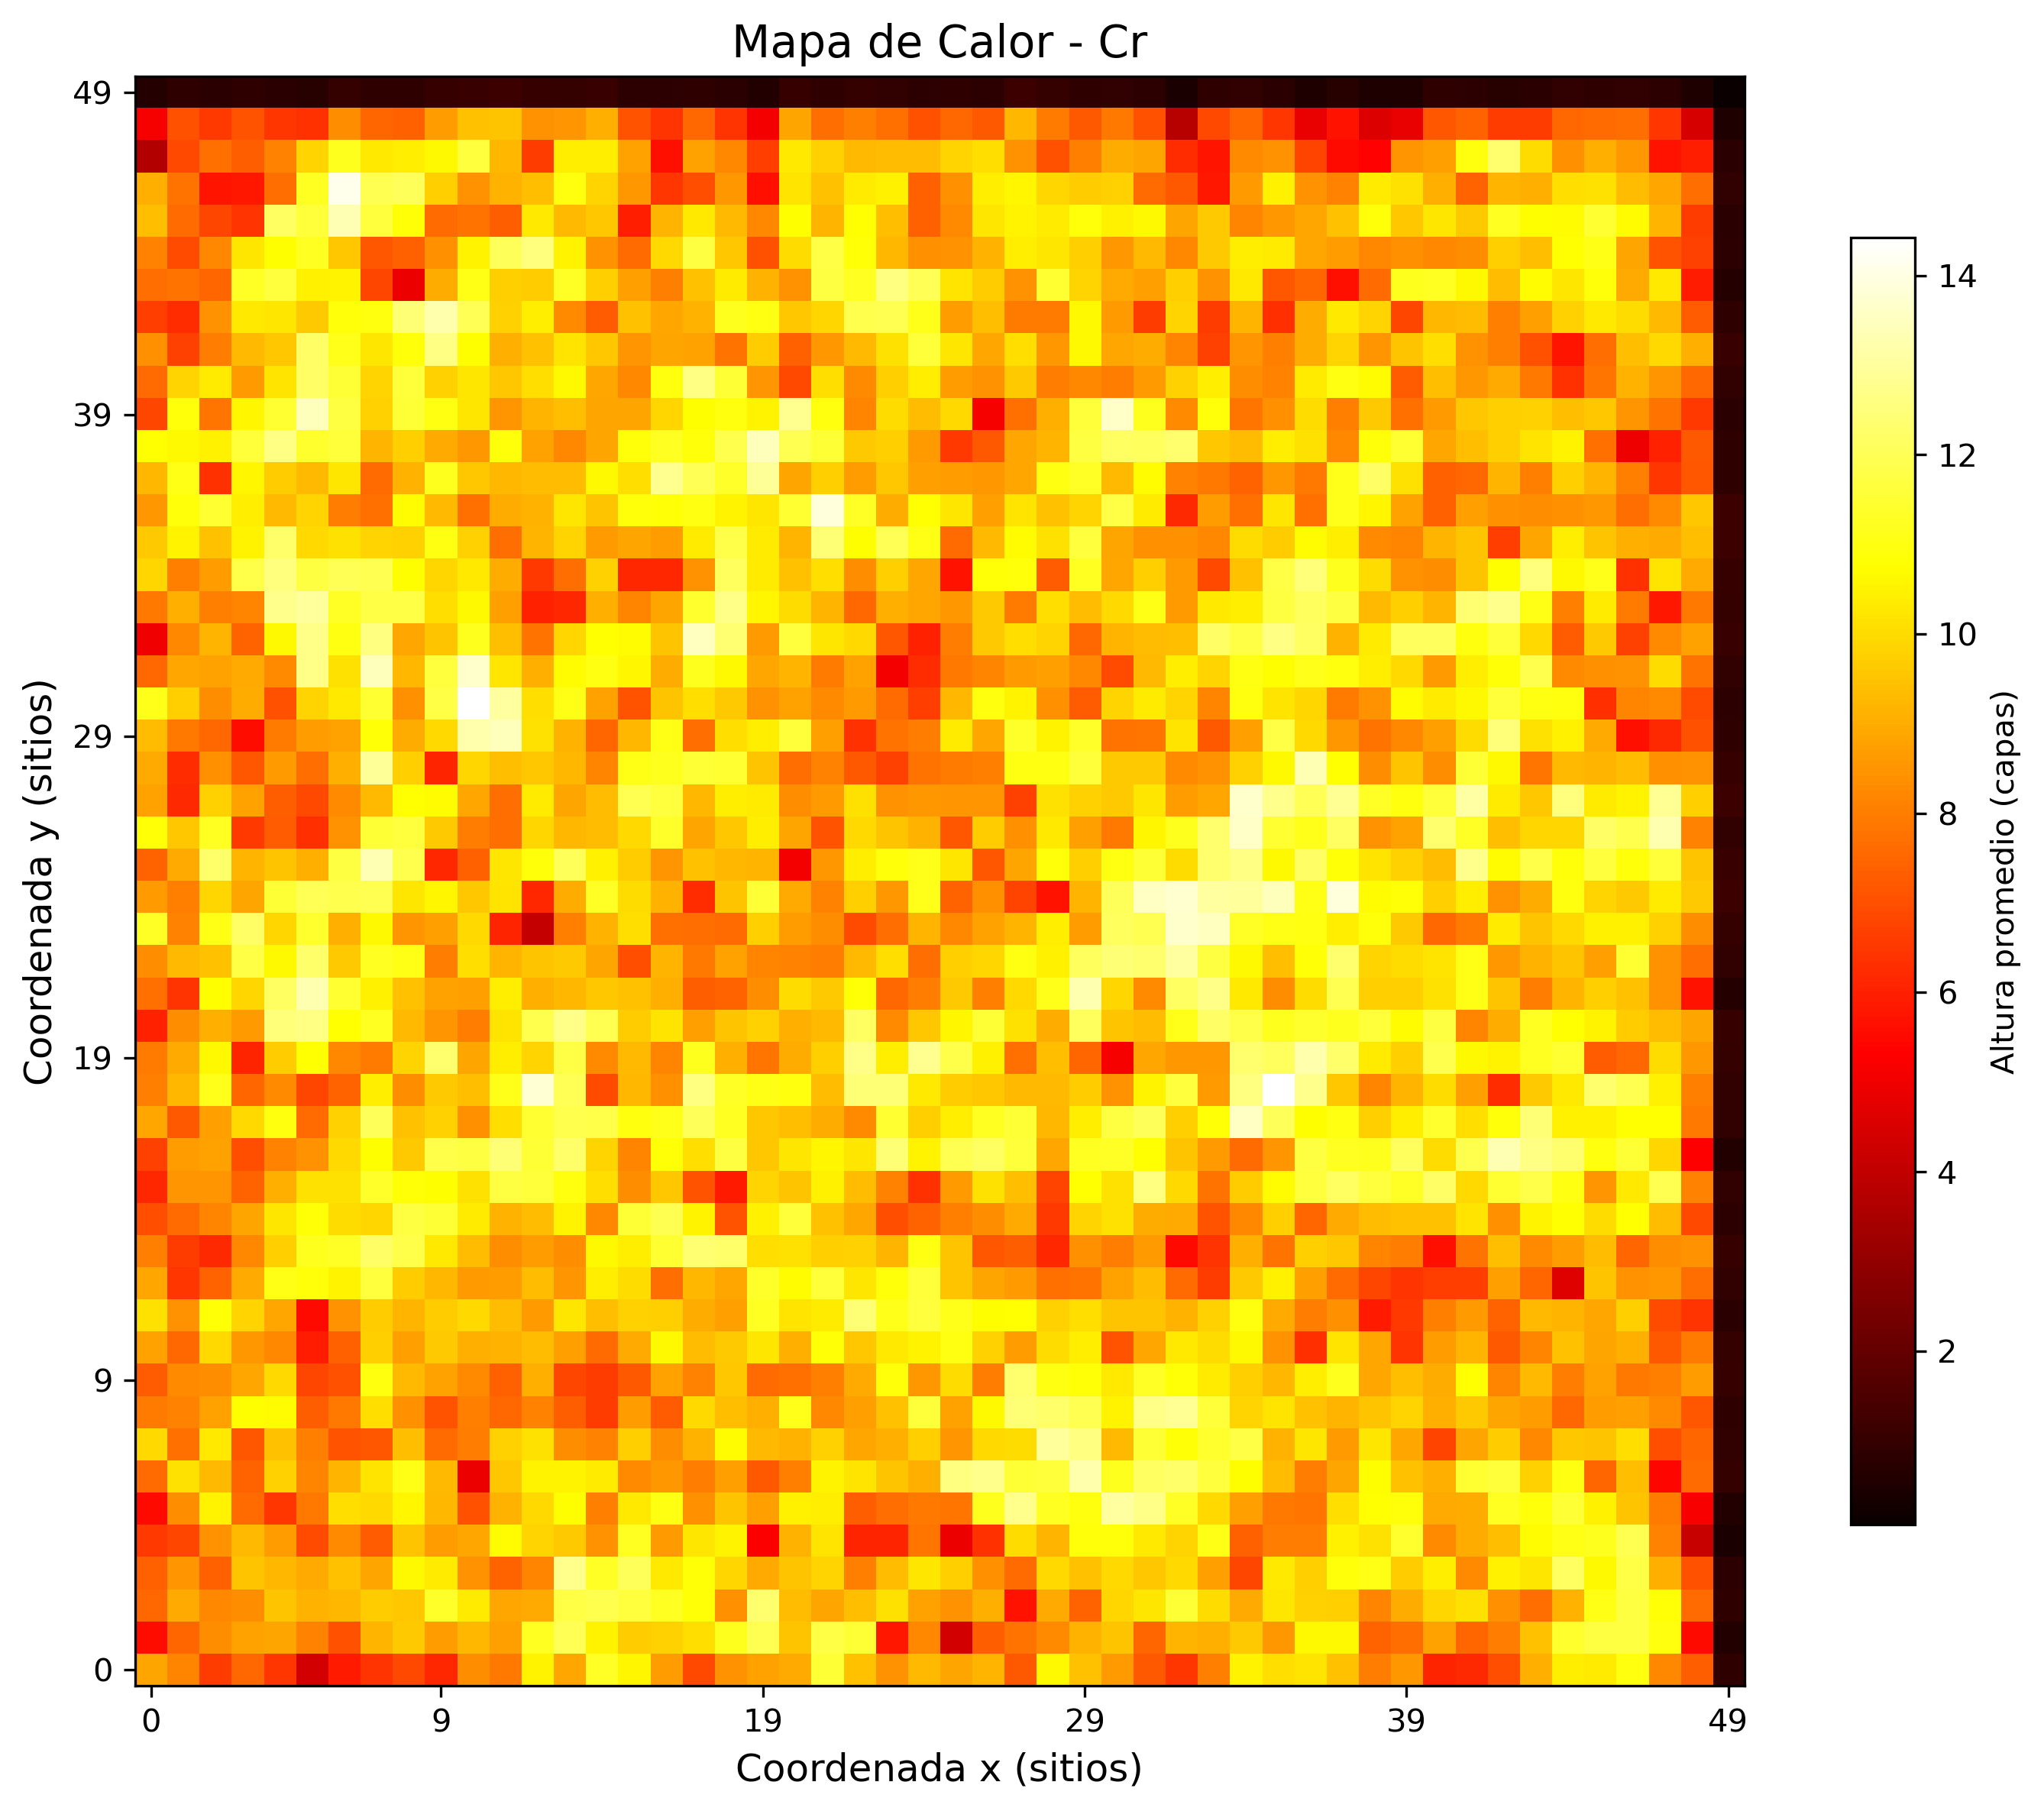 Mapa de Calor - Cr
49
39
29
19
9
0
Coordenada y (sitios)
0 9 19 29 39 49
Coordenada x (sitios)
14
12
10
8
6
4
2
Altura promedio (capas)